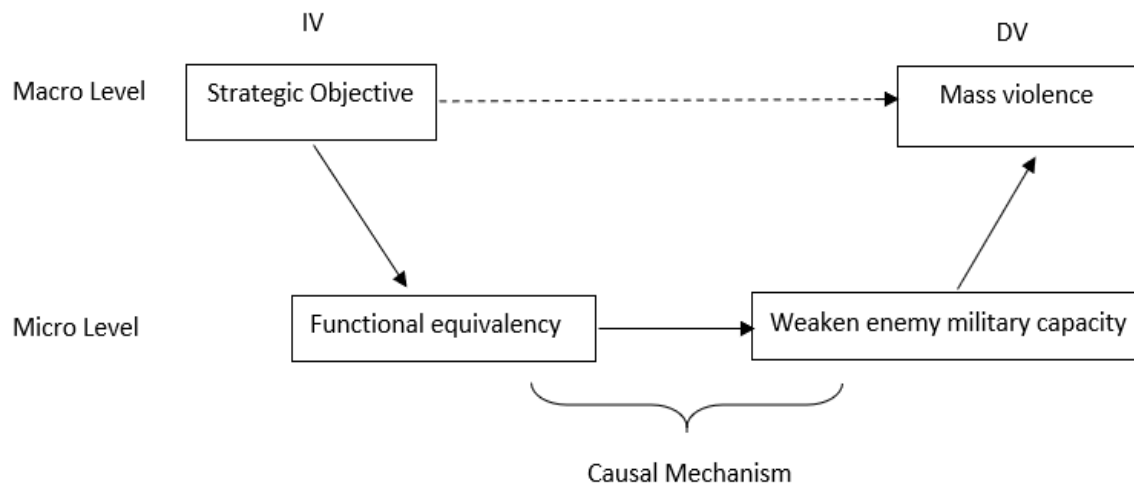 IV
DV
Macro Level
Strategic Objective
Mass violence
Micro Level
Functional equivalency
Weaken enemy military capacity
Causal Mechanism